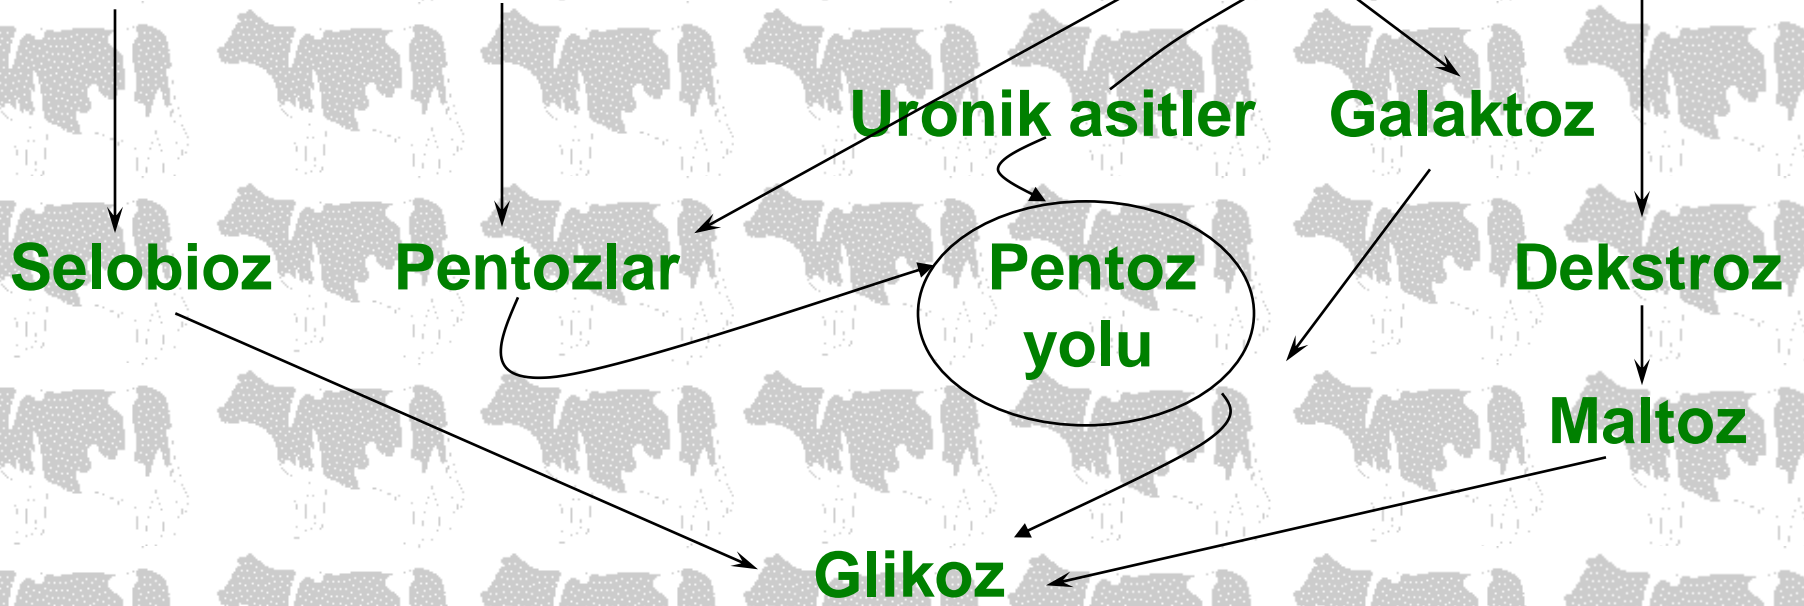 Uronik asitler
Galaktoz
Selobioz
Pentozlar
Pentoz
yolu
Dekstroz
Maltoz
Glikoz